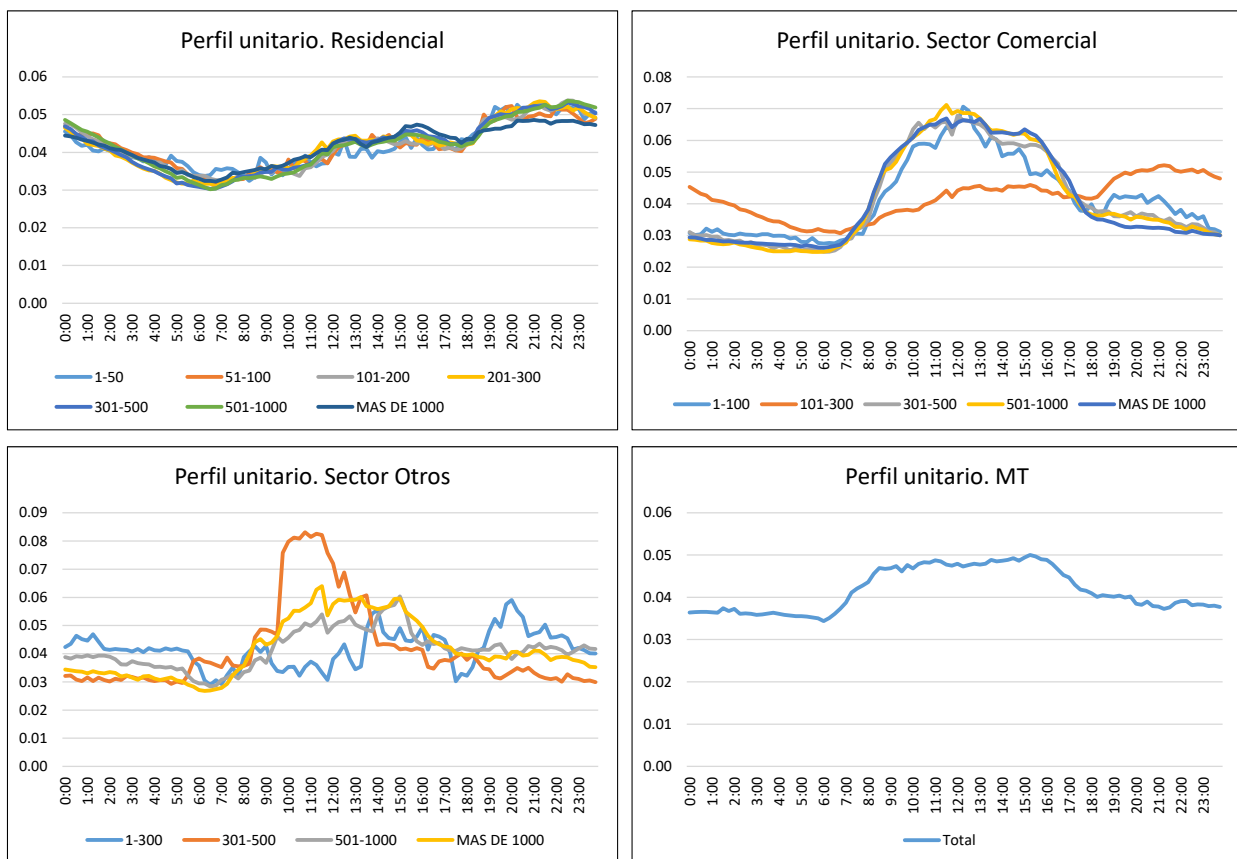 Perfil unitario. Residencial
0.06
0.05
0.04
0.03
0.02
0.01
0.00
0:00 1:00 2:00 3:00 4:00 5:00 6:00 7:00 8:00 9:00 10:00 11:00 12:00 13:00 14:00 15:00 16:00 17:00 18:00 19:00 20:00 21:00 22:00 23:00
1-50 51-100 101-200 201-300
301-500 501-1000 MAS DE 1000
Perfil unitario. Sector Comercial
0.08
0.07
0.06
0.05
0.04
0.03
0.02
0.01
0.00
0:00 1:00 2:00 3:00 4:00 5:00 6:00 7:00 8:00 9:00 10:00 11:00 12:00 13:00 14:00 15:00 16:00 17:00 18:00 19:00 20:00 21:00 22:00 23:00
1-100 101-300 301-500 501-1000 MAS DE 1000
Perfil unitario. Sector Otros
0.09
0.08
0.07
0.06
0.05
0.04
0.03
0.02
0.01
0.00
0:00 1:00 2:00 3:00 4:00 5:00 6:00 7:00 8:00 9:00 10:00 11:00 12:00 13:00 14:00 15:00 16:00 17:00 18:00 19:00 20:00 21:00 22:00 23:00
1-300 301-500 501-1000 MAS DE 1000
Perfil unitario. MT
0.06
0.05
0.04
0.03
0.02
0.01
0.00
0:00 1:00 2:00 3:00 4:00 5:00 6:00 7:00 8:00 9:00 10:00 11:00 12:00 13:00 14:00 15:00 16:00 17:00 18:00 19:00 20:00 21:00 22:00 23:00
Total